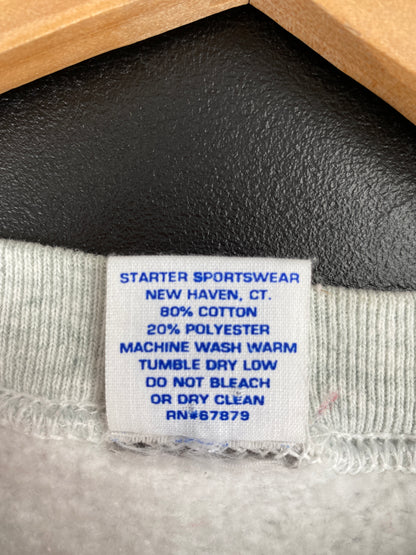 STARTER SPORTSWEAR
NEW HAVEN, CT.
80% COTTON
20% POLYESTER
MACHINE WASH WARM
TUMBLE DRY LOW
DO NOT BLEACH
OR DRY CLEAN
RN#67879